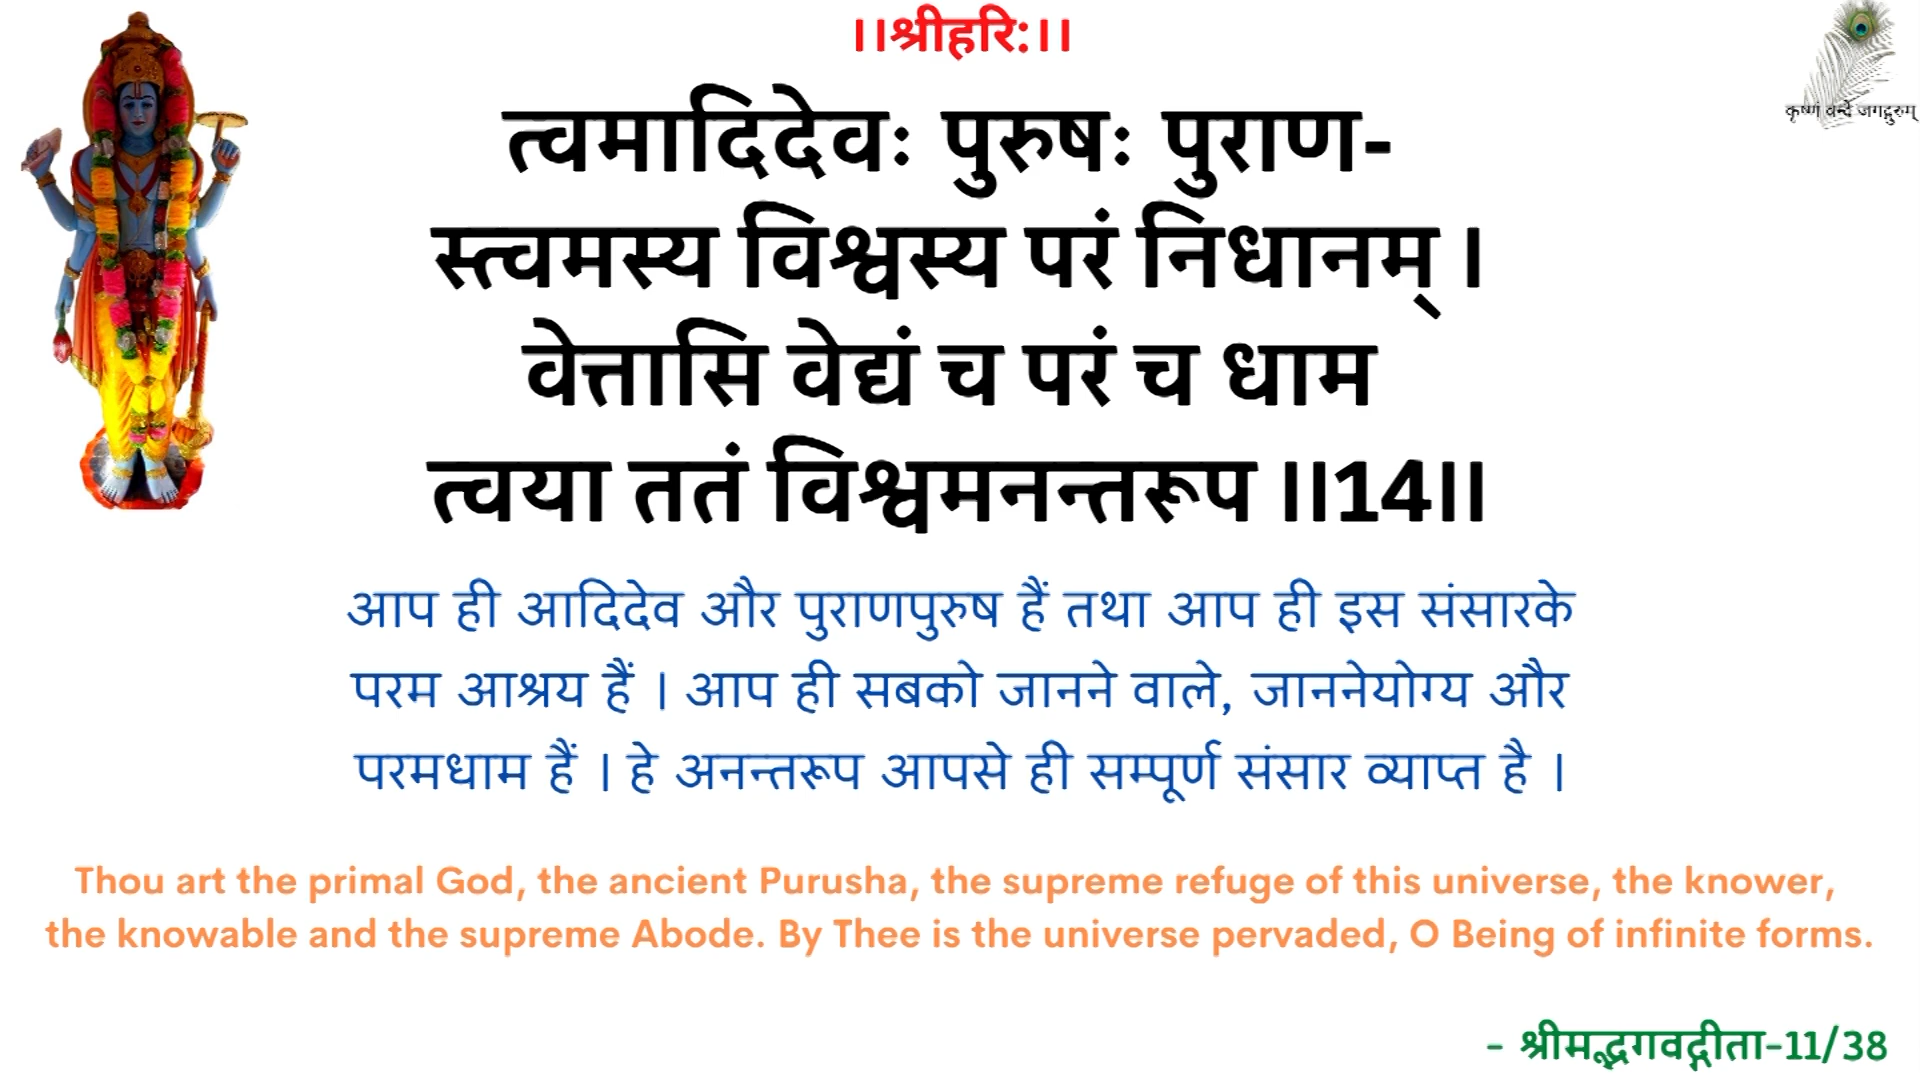 ।।श्रीहरि:।।
कृष्णं वन्दे जगद्गुरुम्
त्वमादिदेवः पुरुषः पुराण-
स्त्वमस्य विश्वस्य परं निधानम् ।
वेत्तासि वेद्यं च परं च धाम
त्वया ततं विश्वमनन्तरूप ।।14।।
आप ही आदिदेव और पुराणपुरुष हैं तथा आप ही इस संसारके
परम आश्रय हैं । आप ही सबको जानने वाले, जाननेयोग्य और
परमधाम हैं । हे अनन्तरूप आपसे ही सम्पूर्ण संसार व्याप्त है ।
Thou art the primal God, the ancient Purusha, the supreme refuge of this universe, the knower,
the knowable and the supreme Abode. By Thee is the universe pervaded, O Being of infinite forms.
- श्रीमद्भगवद्गीता-11/38